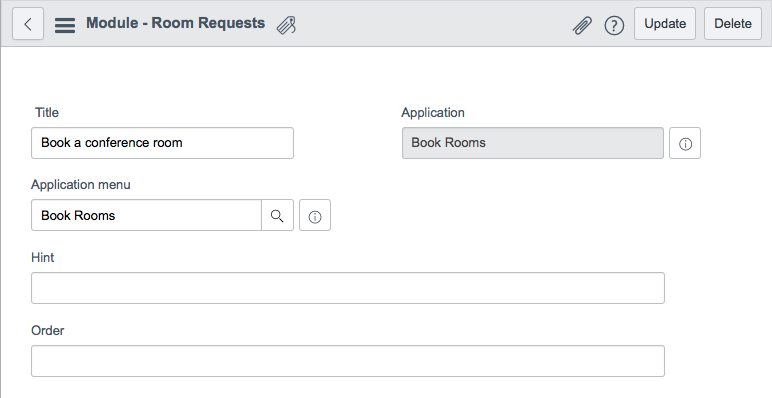 Module - Room Requests
Update
Delete
Title
Application
Book a conference room
Book Rooms
Application menu
Book Rooms
Hint
Order